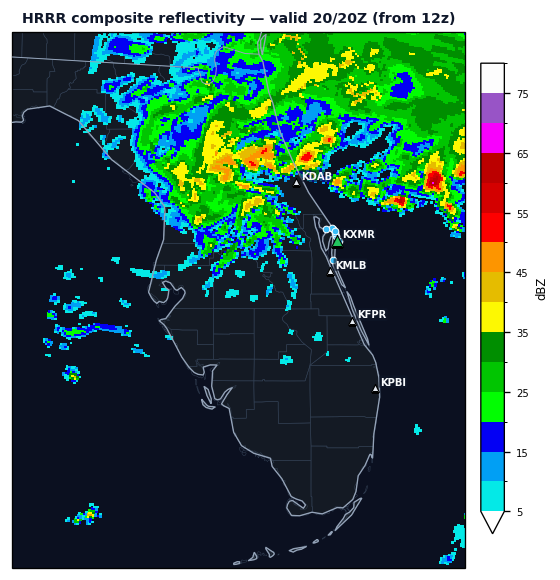 HRRR composite reflectivity — valid 20/20Z (from 12z)
75
65
55
45
35
25
15
5
dBZ
KDAB
KXMR
KMLB
KFPR
KPBI